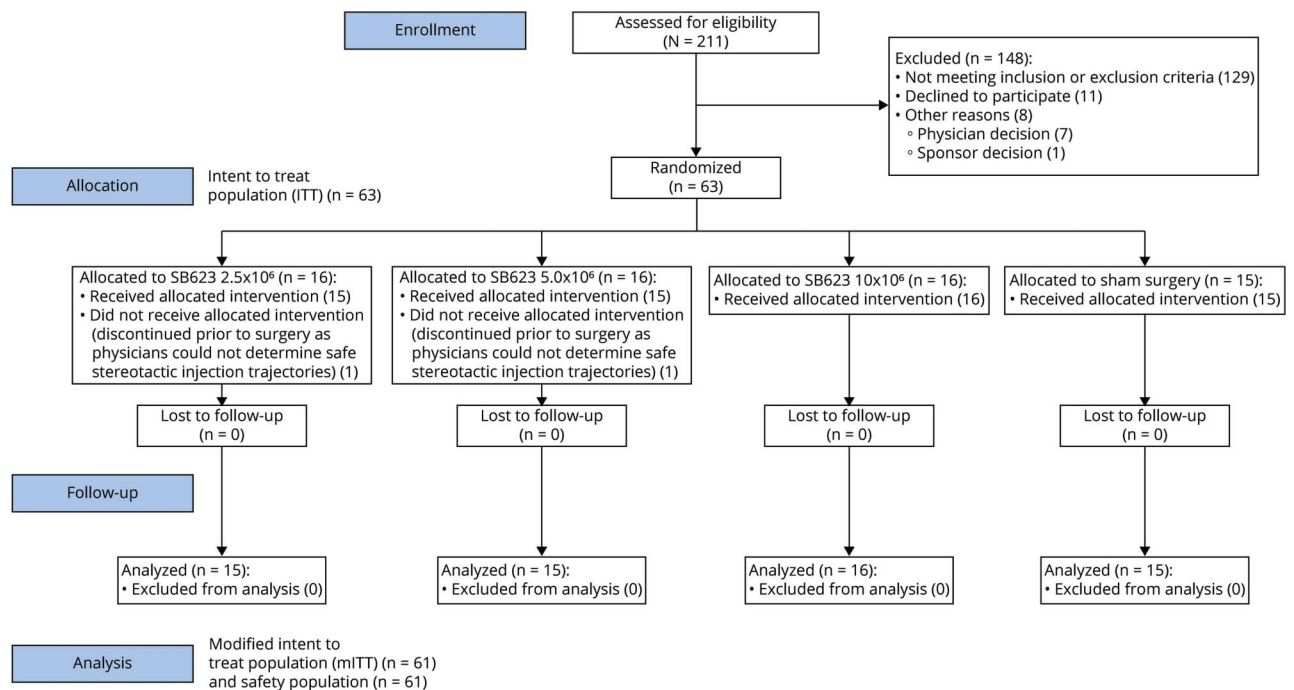 Enrollment
Assessed for eligibility
(N = 211)
Excluded (n = 148):
• Not meeting inclusion or exclusion criteria (129)
• Declined to participate (11)
• Other reasons (8)
◦ Physician decision (7)
◦ Sponsor decision (1)
Randomized
(n = 63)
Allocation
Intent to treat
population (ITT) (n = 63)
Allocated to SB623 2.5x10⁶ (n = 16):
• Received allocated intervention (15)
• Did not receive allocated intervention
(discontinued prior to surgery as
physicians could not determine safe
stereotactic injection trajectories) (1)
Allocated to SB623 5.0x10⁶ (n = 16):
• Received allocated intervention (15)
• Did not receive allocated intervention
(discontinued prior to surgery as
physicians could not determine safe
stereotactic injection trajectories) (1)
Allocated to SB623 10x10⁶ (n = 16):
• Received allocated intervention (16)
Allocated to sham surgery (n = 15):
• Received allocated intervention (15)
Lost to follow-up
(n = 0)
Lost to follow-up
(n = 0)
Lost to follow-up
(n = 0)
Lost to follow-up
(n = 0)
Follow-up
Analyzed (n = 15):
• Excluded from analysis (0)
Analyzed (n = 15):
• Excluded from analysis (0)
Analyzed (n = 16):
• Excluded from analysis (0)
Analyzed (n = 15):
• Excluded from analysis (0)
Analysis
Modified intent to
treat population (mITT) (n = 61)
and safety population (n = 61)